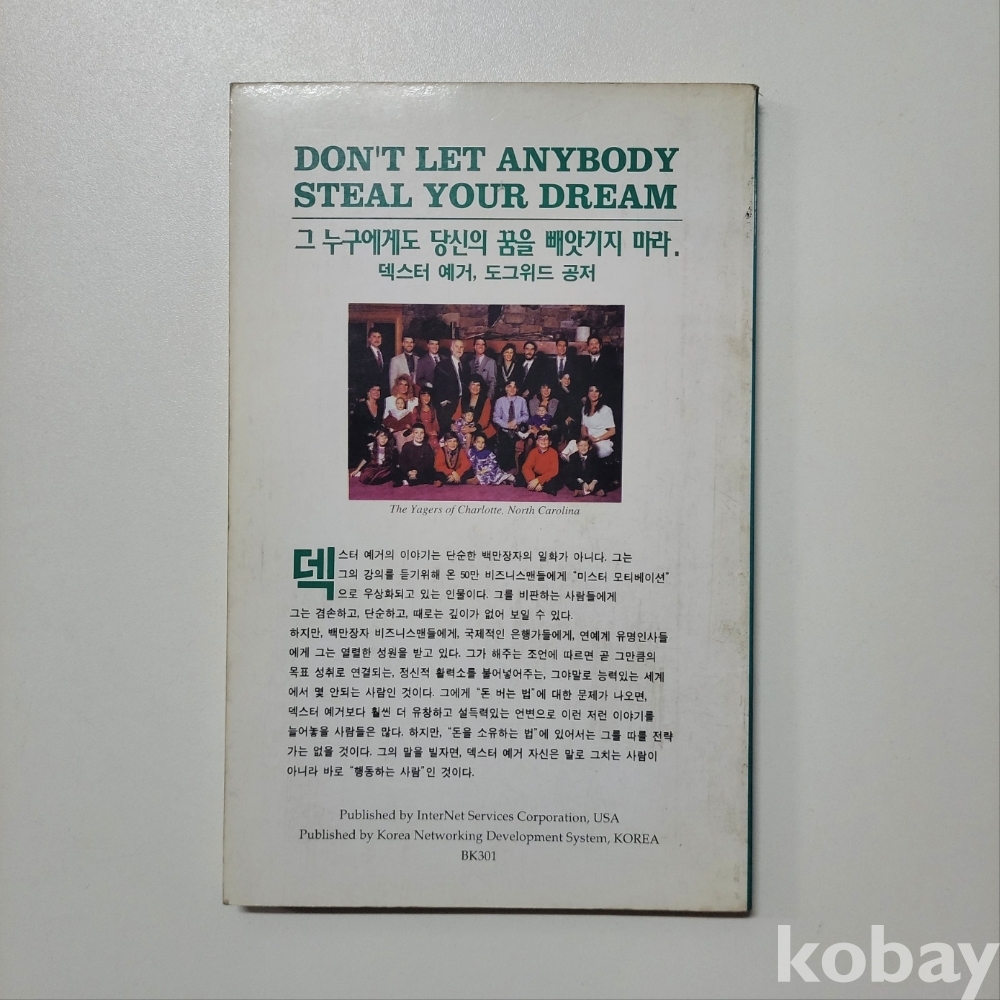 DON'T LET ANYBODY
STEAL YOUR DREAM
그 누구에게도 당신의 꿈을 빼앗기지 마라.
덱스터 예거, 도그위드 공저
The Yagers of Charlotte, North Carolina
덱스터 예거의 이야기는 단순한 백만장자의 일화가 아니다. 그는
그의 강의를 듣기위해 온 50만 비즈니스맨들에게 "미스터 모티베이션"
으로 우상화되고 있는 인물이다. 그를 비판하는 사람들에게
그는 겸손하고, 단순하고, 때로는 깊이가 없어 보일 수 있다.
하지만, 백만장자 비즈니스맨들에게, 국제적인 은행가들에게, 연예계 유명인사들
에게 그는 열렬한 성원을 받고 있다. 그가 해주는 조언에 따르면 곧 그만큼의
목표 성취로 연결되는, 정신적 활력소를 불어넣어주는, 그야말로 능력있는 세계
에서 몇 안되는 사람인 것이다. 그에게 "돈 버는 법"에 대한 문제가 나오면,
덱스터 예거보다 훨씬 더 유창하고 설득력있는 언변으로 이런 저런 이야기를
늘어놓을 사람들은 많다. 하지만, "돈을 소유하는 법"에 있어서는 그를 따를 전략
가는 없을 것이다. 그의 말을 빌자면, 덱스터 예거 자신은 말로 그치는 사람이
아니라 바로 "행동하는 사람"인 것이다.
Published by InterNet Services Corporation, USA
Published by Korea Networking Development System, KOREA
BK301
kobay